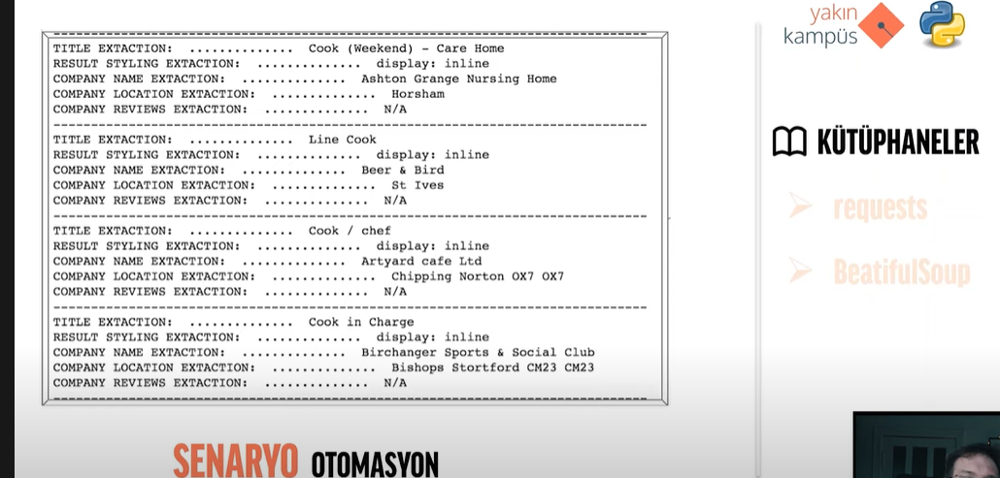 TITLE EXTACTION: .............. Cook (Weekend) - Care Home
RESULT STYLING EXTACTION: .............. display: inline
COMPANY NAME EXTACTION: .............. Ashton Grange Nursing Home
COMPANY LOCATION EXTACTION: .............. Horsham
COMPANY REVIEWS EXTACTION: .............. N/A
TITLE EXTACTION: .............. Line Cook
RESULT STYLING EXTACTION: .............. display: inline
COMPANY NAME EXTACTION: .............. Beer & Bird
COMPANY LOCATION EXTACTION: .............. St Ives
COMPANY REVIEWS EXTACTION: .............. N/A
TITLE EXTACTION: .............. Cook / chef
RESULT STYLING EXTACTION: .............. display: inline
COMPANY NAME EXTACTION: .............. Artyard cafe Ltd
COMPANY LOCATION EXTACTION: .............. Chipping Norton OX7 OX7
COMPANY REVIEWS EXTACTION: .............. N/A
TITLE EXTACTION: .............. Cook in Charge
RESULT STYLING EXTACTION: .............. display: inline
COMPANY NAME EXTACTION: .............. Birchanger Sports & Social Club
COMPANY LOCATION EXTACTION: .............. Bishops Stortford CM23 CM23
COMPANY REVIEWS EXTACTION: .............. N/A
SENARYO OTOMASYON
yakın
kampüs
KÜTÜPHANELER
requests
BeatifulSoup